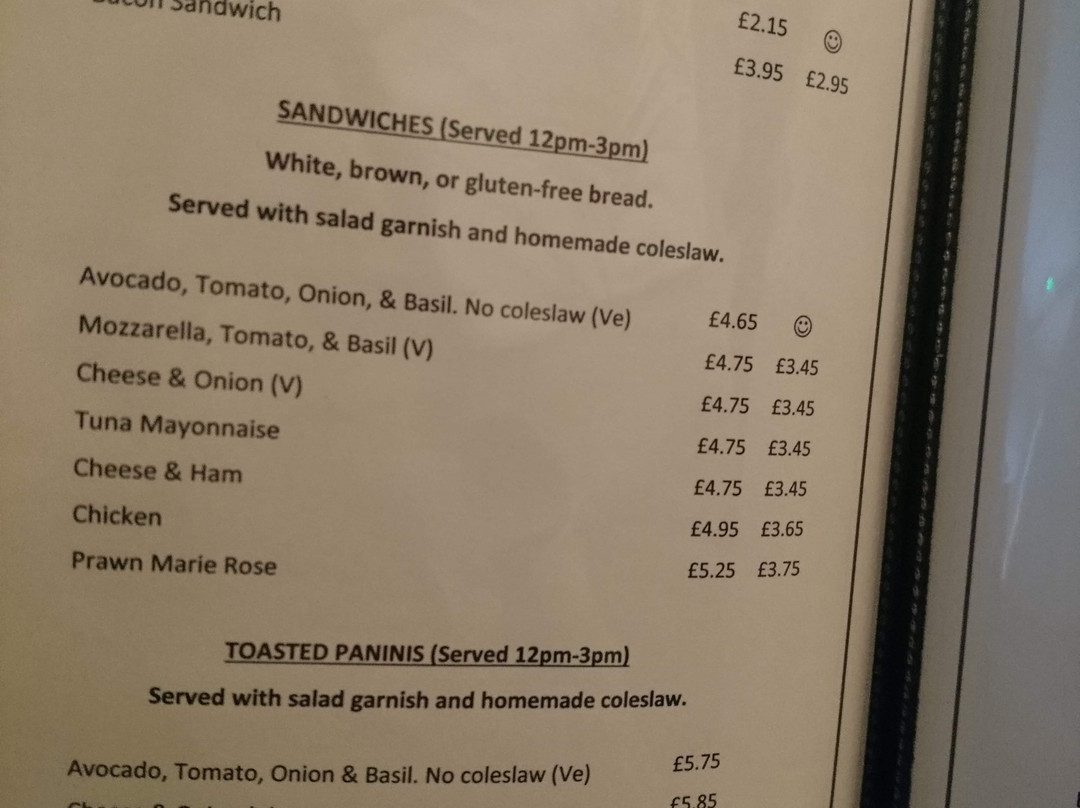 Sandwich
£2.15 ☺
£3.95 £2.95
SANDWICHES (Served 12pm-3pm)
White, brown, or gluten-free bread.
Served with salad garnish and homemade coleslaw.
Avocado, Tomato, Onion, & Basil. No coleslaw (Ve) £4.65 ☺
Mozzarella, Tomato, & Basil (V) £4.75 £3.45
Cheese & Onion (V) £4.75 £3.45
Tuna Mayonnaise £4.75 £3.45
Cheese & Ham £4.75 £3.45
Chicken £4.95 £3.65
Prawn Marie Rose £5.25 £3.75
TOASTED PANINIS (Served 12pm-3pm)
Served with salad garnish and homemade coleslaw.
Avocado, Tomato, Onion & Basil. No coleslaw (Ve) £5.75
£5.85